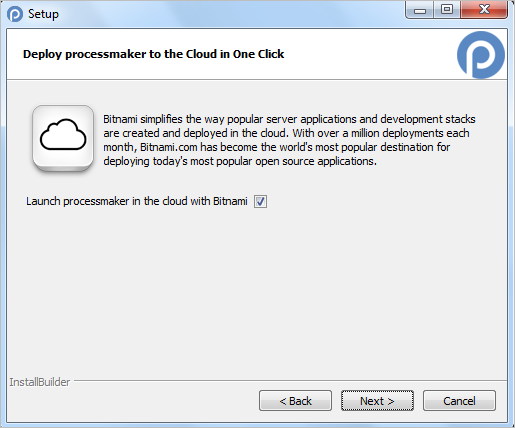 Setup
Deploy processmaker to the Cloud in One Click
Bitnami simplifies the way popular server applications and development stacks
are created and deployed in the cloud. With over a million deployments each
month, Bitnami.com has become the world's most popular destination for
deploying today's most popular open source applications.
Launch processmaker in the cloud with Bitnami
InstallBuilder
< Back Next > Cancel